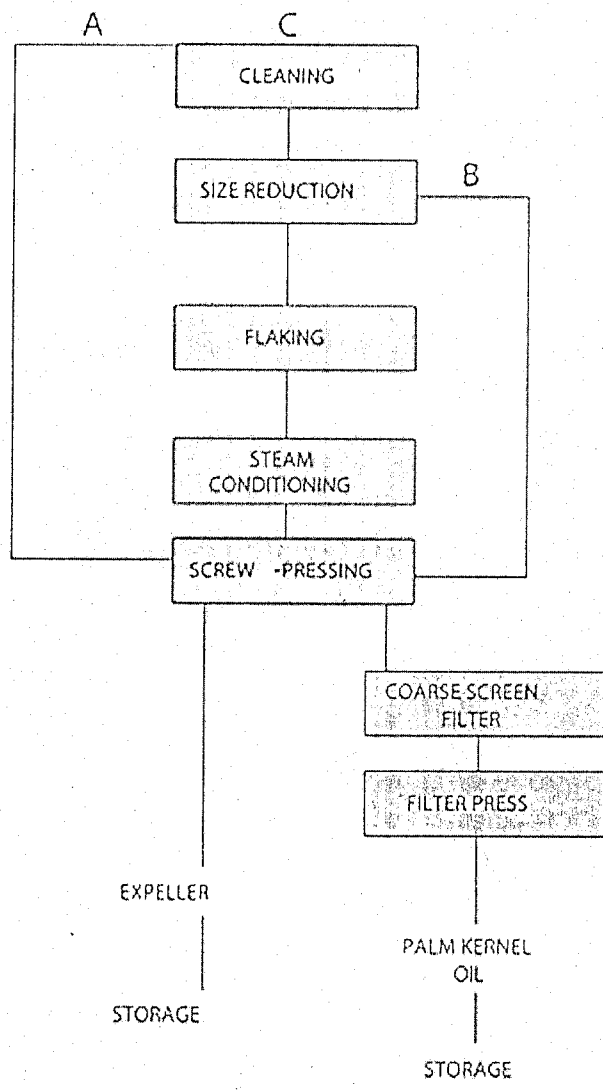 A C
CLEANING
SIZE REDUCTION
B
FLAKING
STEAM
CONDITIONING
SCREW -PRESSING
COARSE SCREEN
FILTER
FILTER PRESS
EXPELLER
PALM KERNEL
OIL
STORAGE
STORAGE